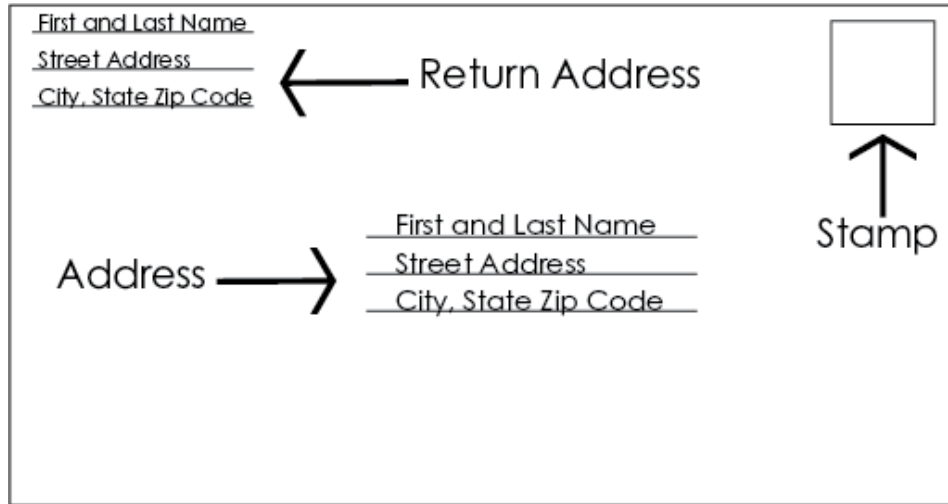 First and Last Name
Street Address
City, State Zip Code
Return Address
Stamp
Address
First and Last Name
Street Address
City, State Zip Code